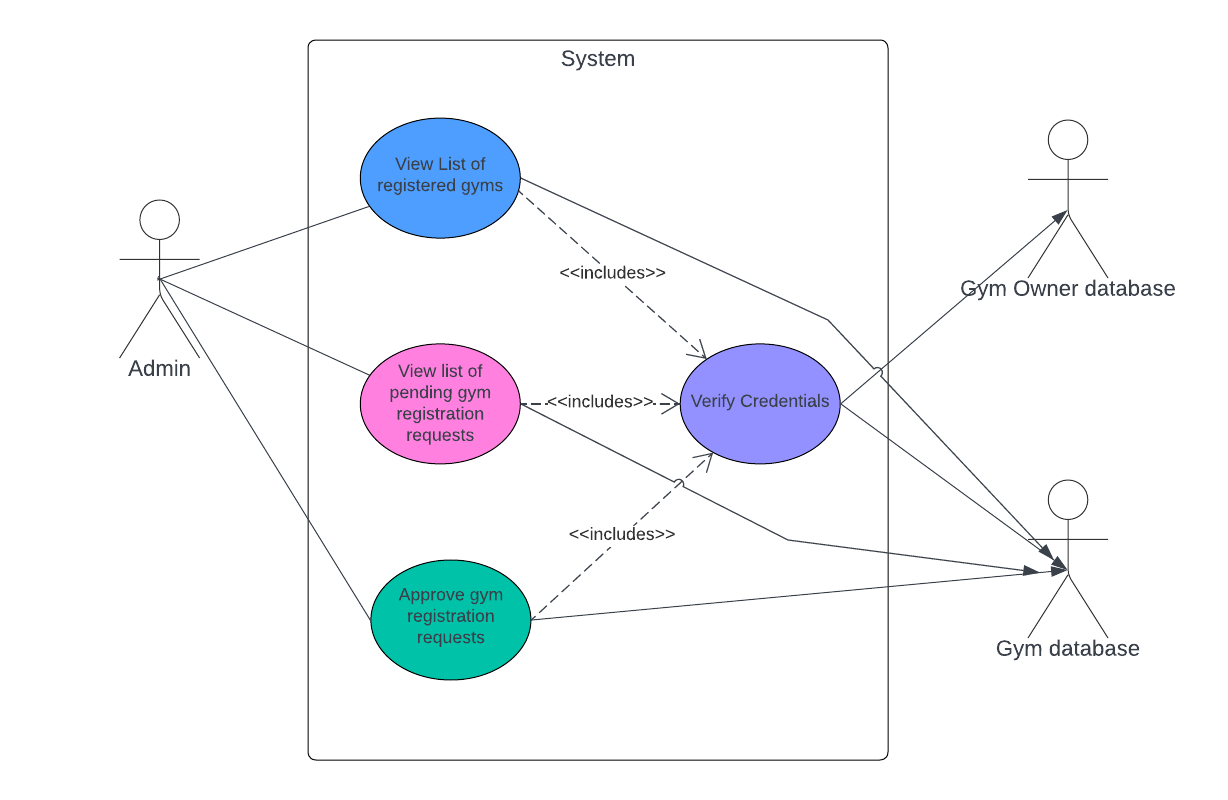 System
View List of
registered gyms
<<includes>>
Gym Owner database
Admin
View list of
pending gym
registration
requests
<<includes>>
Verify Credentials
<<includes>>
Approve gym
registration
requests
Gym database